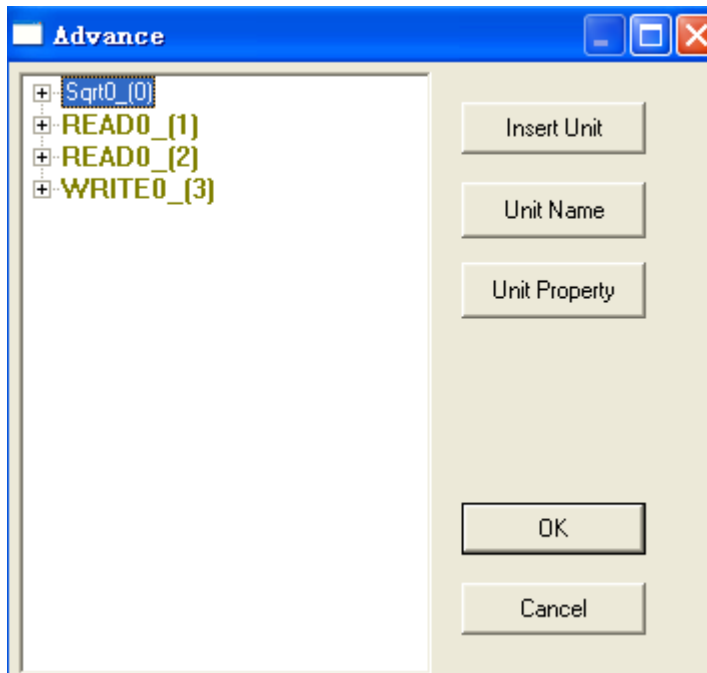 Advance
Sqrt0_(0)
READ0_(1)
READ0_(2)
WRITE0_(3)
Insert Unit
Unit Name
Unit Property
OK
Cancel